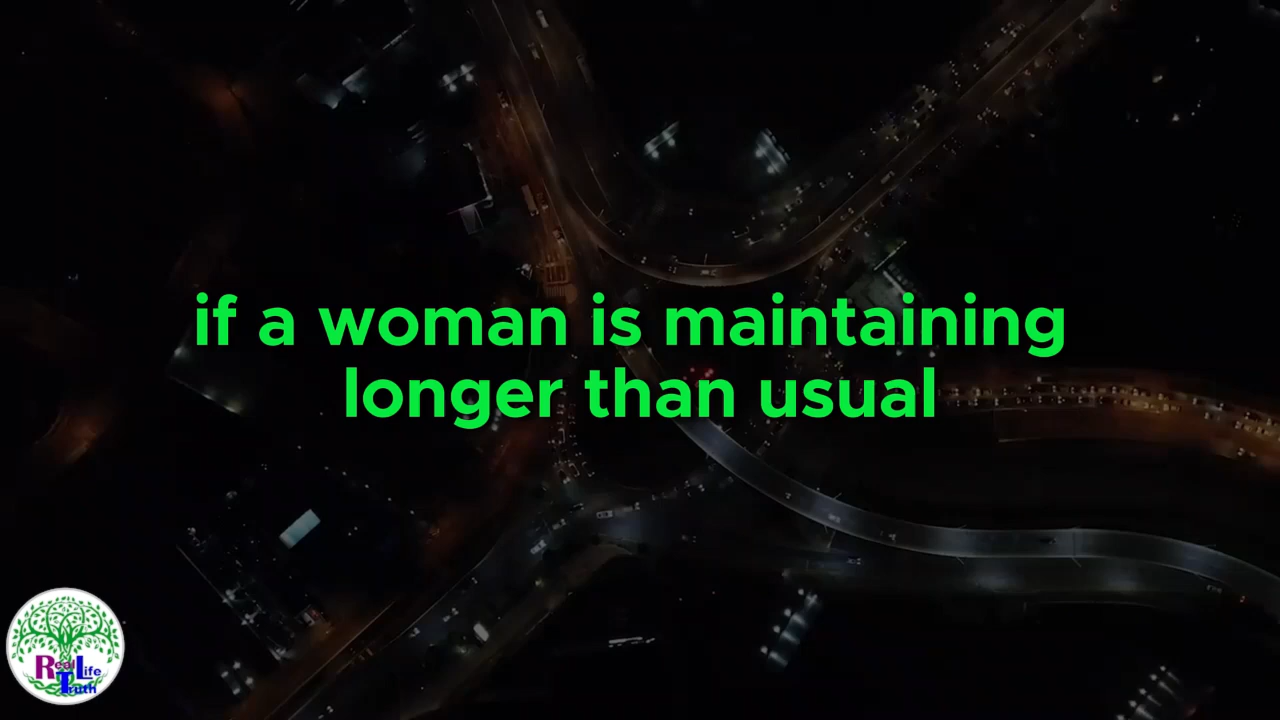 if a woman is maintaining
longer than usual
Real Life
Truth